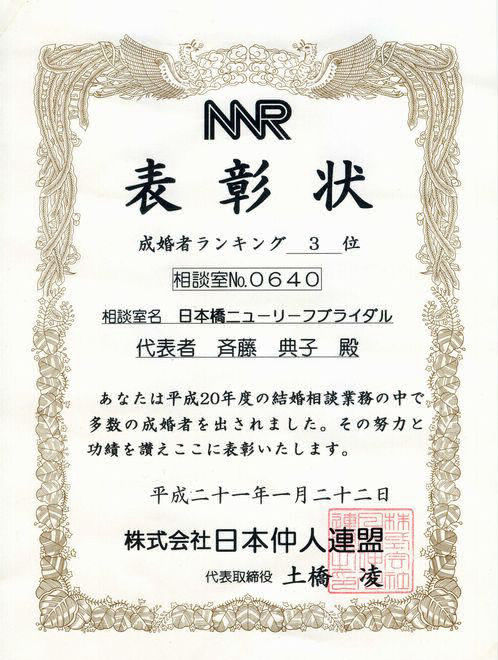 NNR
表彰状
成婚者ランキング 3 位
相談室No.0640
相談室名 日本橋ニューリーフブライダル
代表者 斉藤 典子 殿
あなたは平成20年度の結婚相談業務の中で
多数の成婚者を出されました。その努力と
功績を讃えここに表彰いたします。
平成二十一年一月二十二日
株式会社日本仲人連盟
代表取締役 土橋 凌